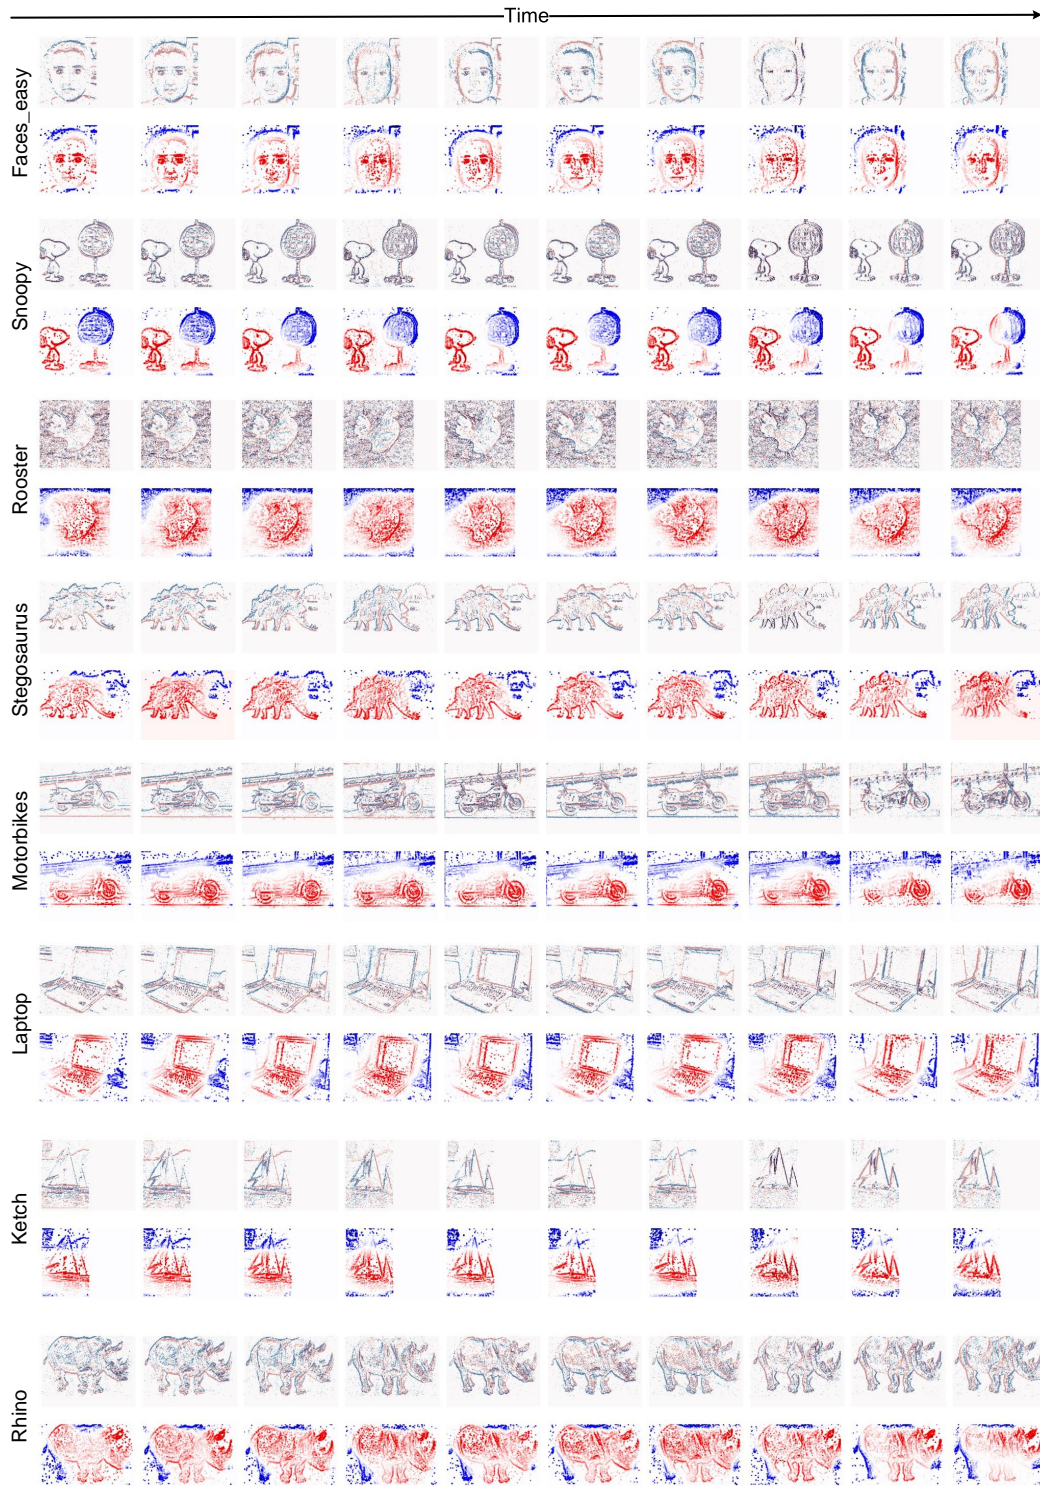 Time
Faces_easy
Snoopy
Rooster
Stegosaurus
Motorbikes
Laptop
Ketch
Rhino